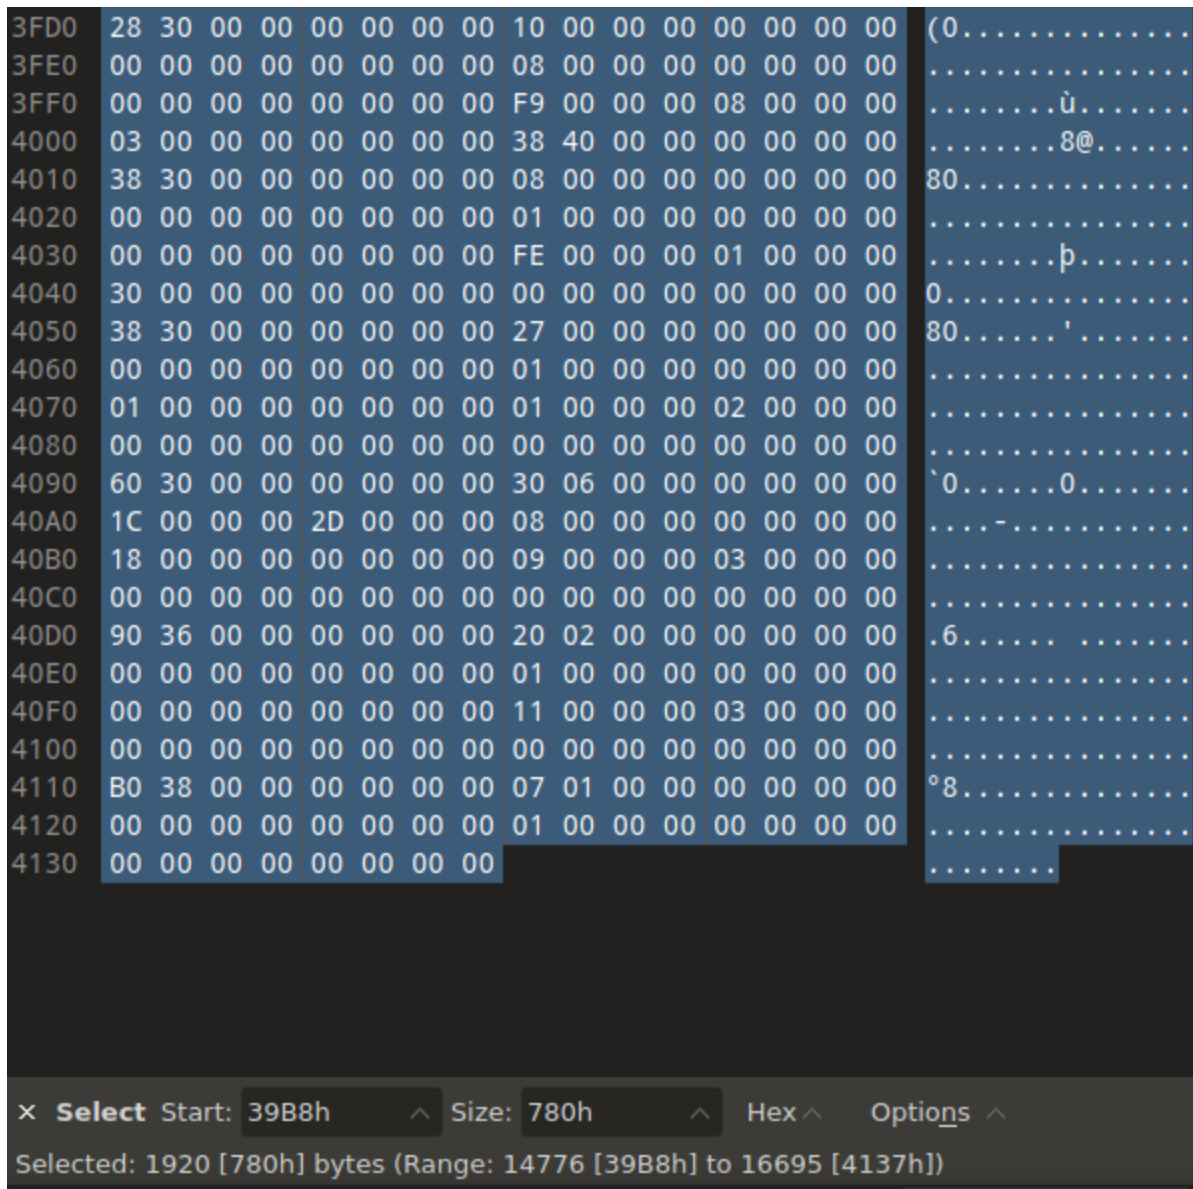 3FD0 28 30 00 00 00 00 00 00 10 00 00 00 00 00 00 00 (0..............
3FE0 00 00 00 00 00 00 00 00 08 00 00 00 00 00 00 00 ................
3FF0 00 00 00 00 00 00 00 00 F9 00 00 00 08 00 00 00 ........ù.......
4000 03 00 00 00 00 00 00 00 38 40 00 00 00 00 00 00 ........8@......
4010 38 30 00 00 00 00 00 00 08 00 00 00 00 00 00 00 80..............
4020 00 00 00 00 00 00 00 00 01 00 00 00 00 00 00 00 ................
4030 00 00 00 00 00 00 00 00 FE 00 00 00 01 00 00 00 ........þ.......
4040 30 00 00 00 00 00 00 00 00 00 00 00 00 00 00 00 0...............
4050 38 30 00 00 00 00 00 00 27 00 00 00 00 00 00 00 80......'.......
4060 00 00 00 00 00 00 00 00 01 00 00 00 00 00 00 00 ................
4070 01 00 00 00 00 00 00 00 01 00 00 00 02 00 00 00 ................
4080 00 00 00 00 00 00 00 00 00 00 00 00 00 00 00 00 ................
4090 60 30 00 00 00 00 00 00 30 06 00 00 00 00 00 00 `0......0.......
40A0 1C 00 00 00 2D 00 00 00 08 00 00 00 00 00 00 00 ....-...........
40B0 18 00 00 00 00 00 00 00 09 00 00 00 03 00 00 00 ................
40C0 00 00 00 00 00 00 00 00 00 00 00 00 00 00 00 00 ................
40D0 90 36 00 00 00 00 00 00 20 02 00 00 00 00 00 00 .6...... .......
40E0 00 00 00 00 00 00 00 00 01 00 00 00 00 00 00 00 ................
40F0 00 00 00 00 00 00 00 00 11 00 00 00 03 00 00 00 ................
4100 00 00 00 00 00 00 00 00 00 00 00 00 00 00 00 00 ................
4110 B0 38 00 00 00 00 00 00 07 01 00 00 00 00 00 00 °8..............
4120 00 00 00 00 00 00 00 00 01 00 00 00 00 00 00 00 ................
4130 00 00 00 00 00 00 00 00 ........
× Select Start: 39B8h Size: 780h Hex Options
Selected: 1920 [780h] bytes (Range: 14776 [39B8h] to 16695 [4137h])